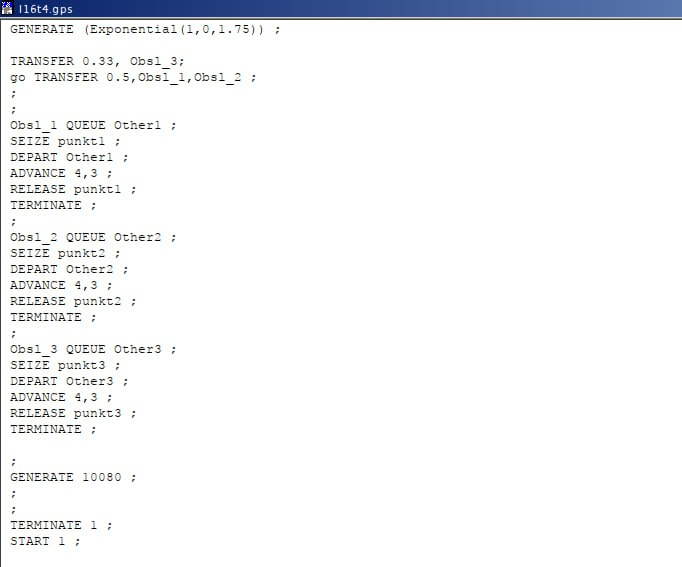 l16t4.gps
GENERATE (Exponential(1,0,1.75)) ;
TRANSFER 0.33, Obsl_3;
go TRANSFER 0.5,Obsl_1,Obsl_2 ;
;
;
Obsl_1 QUEUE Other1 ;
SEIZE punkt1 ;
DEPART Other1 ;
ADVANCE 4,3 ;
RELEASE punkt1 ;
TERMINATE ;
;
Obsl_2 QUEUE Other2 ;
SEIZE punkt2 ;
DEPART Other2 ;
ADVANCE 4,3 ;
RELEASE punkt2 ;
TERMINATE ;
;
Obsl_3 QUEUE Other3 ;
SEIZE punkt3 ;
DEPART Other3 ;
ADVANCE 4,3 ;
RELEASE punkt3 ;
TERMINATE ;
;
GENERATE 10080 ;
;
;
TERMINATE 1 ;
START 1 ;